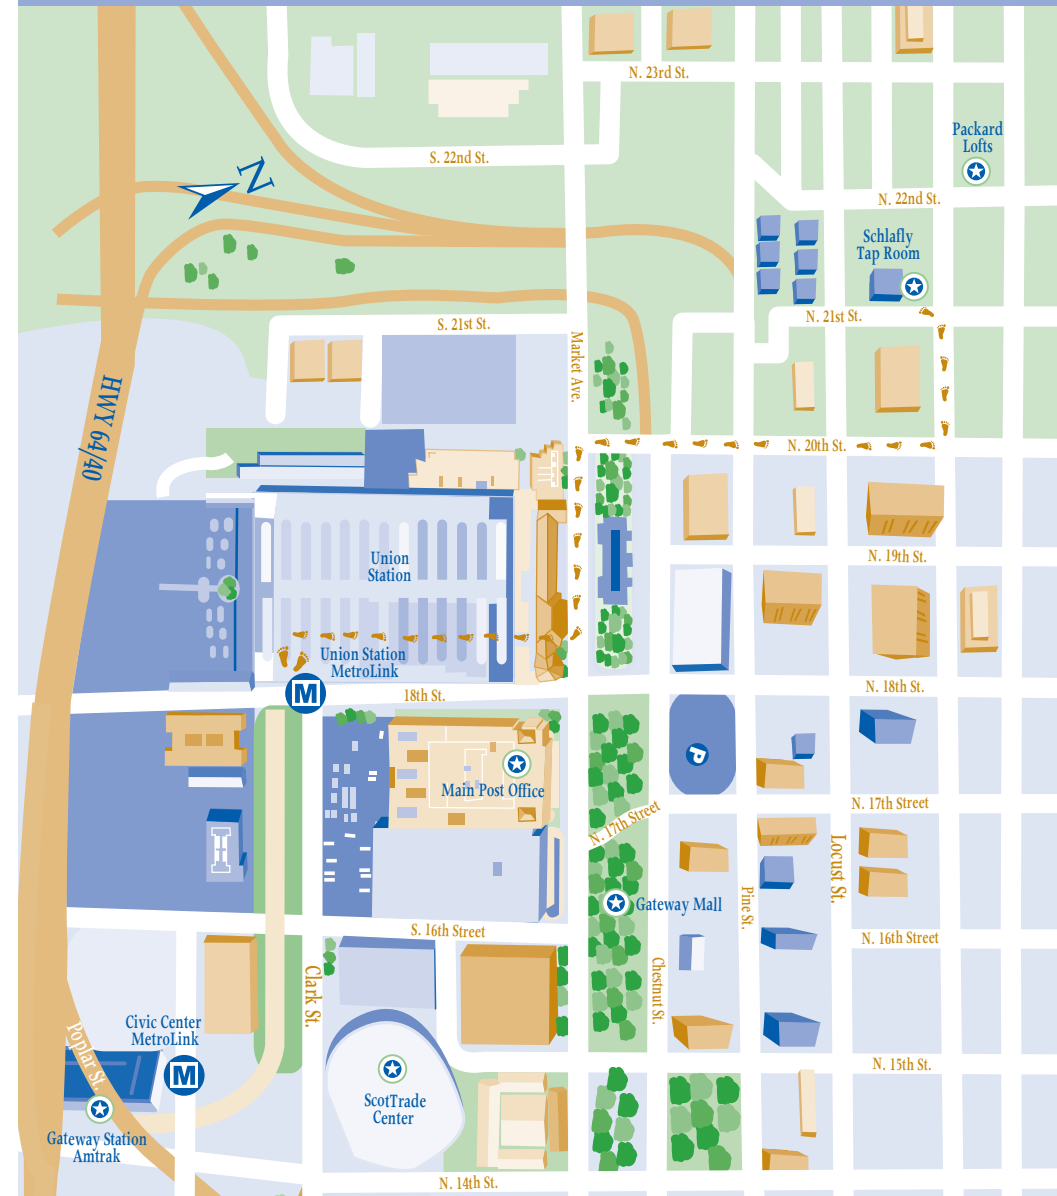 N. 23rd St.
Packard
Lofts
S. 22nd St.
N
N. 22nd St.
Schlafly
Tap Room
N. 21st St.
S. 21st St.
Market Ave.
HWY 64/40
N. 20th St.
Union
Station
N. 19th St.
Union Station
MetroLink
M
18th St.
N. 18th St.
P
Main Post Office
N. 17th Street
N. 17th Street
Locust St.
Pine St.
Gateway Mall
S. 16th Street
N. 16th Street
Chestnut St.
Clark St.
Civic Center
MetroLink
M
Poplar St.
N. 15th St.
ScotTrade
Center
Gateway Station
Amtrak
N. 14th St.